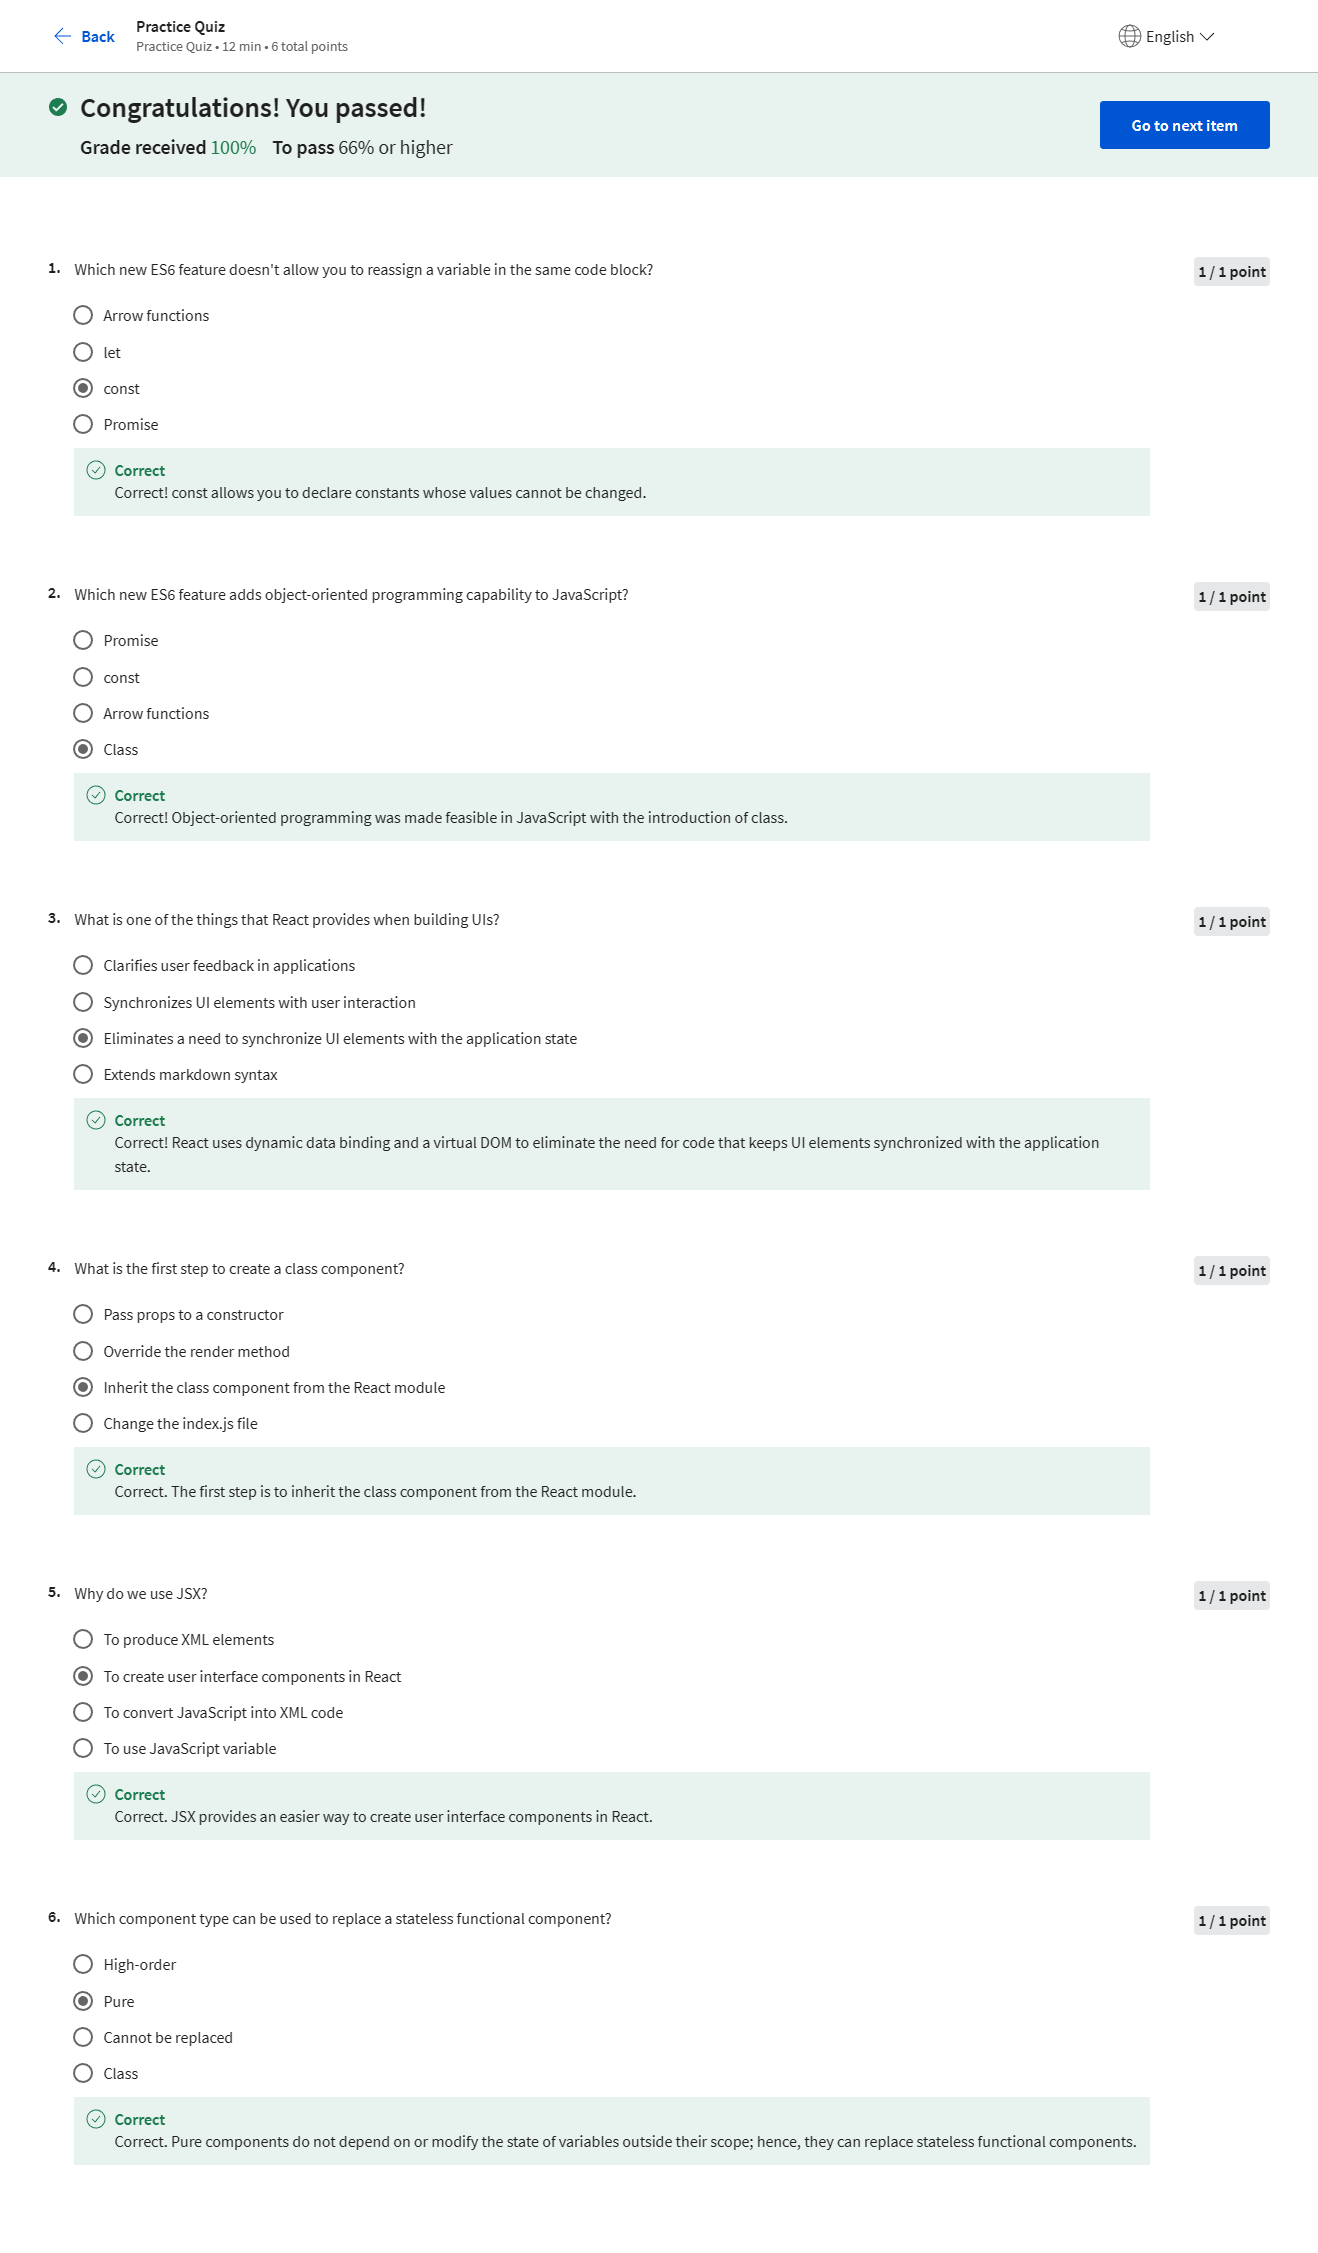 Back
Practice Quiz
Practice Quiz • 12 min • 6 total points
English
Congratulations! You passed!
Grade received 100% To pass 66% or higher
Go to next item
1. Which new ES6 feature doesn't allow you to reassign a variable in the same code block?
1 / 1 point
Arrow functions
let
const
Promise
Correct
Correct! const allows you to declare constants whose values cannot be changed.
2. Which new ES6 feature adds object-oriented programming capability to JavaScript?
1 / 1 point
Promise
const
Arrow functions
Class
Correct
Correct! Object-oriented programming was made feasible in JavaScript with the introduction of class.
3. What is one of the things that React provides when building UIs?
1 / 1 point
Clarifies user feedback in applications
Synchronizes UI elements with user interaction
Eliminates a need to synchronize UI elements with the application state
Extends markdown syntax
Correct
Correct! React uses dynamic data binding and a virtual DOM to eliminate the need for code that keeps UI elements synchronized with the application
state.
4. What is the first step to create a class component?
1 / 1 point
Pass props to a constructor
Override the render method
Inherit the class component from the React module
Change the index.js file
Correct
Correct. The first step is to inherit the class component from the React module.
5. Why do we use JSX?
1 / 1 point
To produce XML elements
To create user interface components in React
To convert JavaScript into XML code
To use JavaScript variable
Correct
Correct. JSX provides an easier way to create user interface components in React.
6. Which component type can be used to replace a stateless functional component?
1 / 1 point
High-order
Pure
Cannot be replaced
Class
Correct
Correct. Pure components do not depend on or modify the state of variables outside their scope; hence, they can replace stateless functional components.